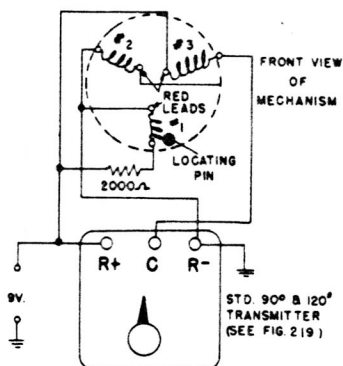 #2
#3
FRONT VIEW
OF
MECHANISM
RED
LEADS
#1
LOCATING
PIN
2000Ω
R+
C
R-
9V.
STD. 90° & 120°
TRANSMITTER
(SEE FIG. 219)